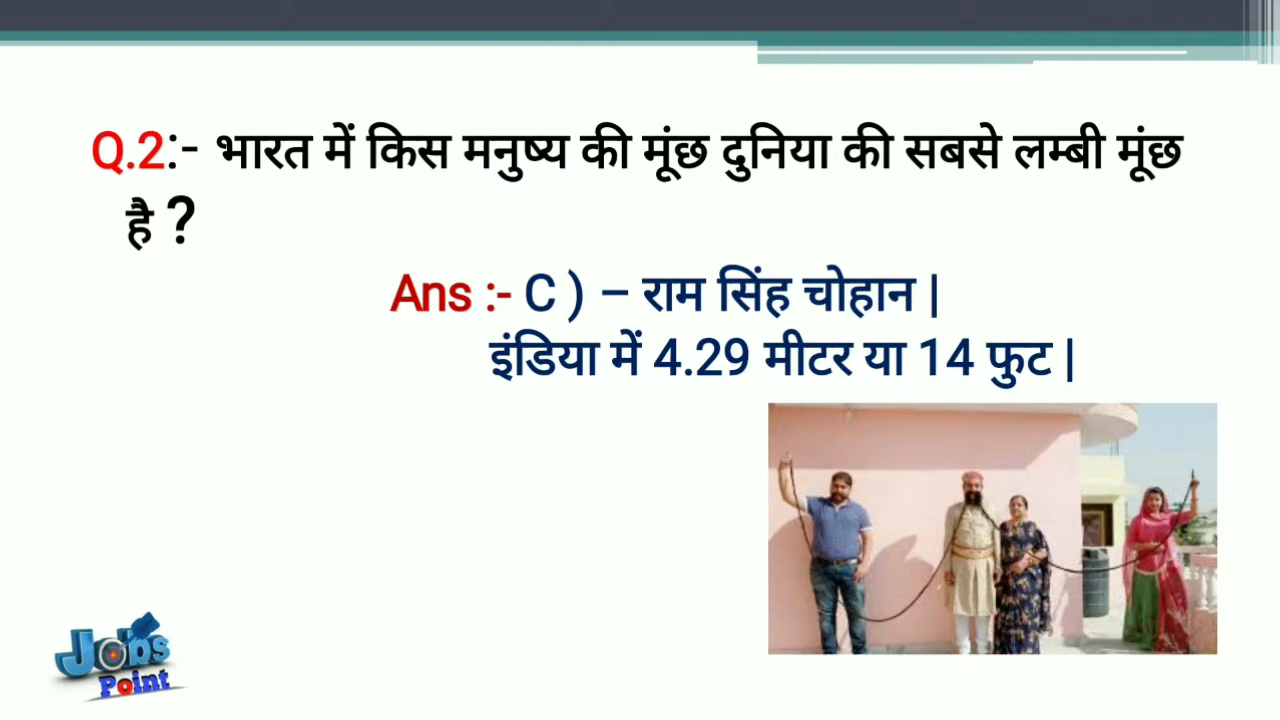 Q.2:- भारत में किस मनुष्य की मूंछ दुनिया की सबसे लम्बी मूंछ
है ?
Ans :- C ) – राम सिंह चोहान |
इंडिया में 4.29 मीटर या 14 फुट |
Jobs
Point